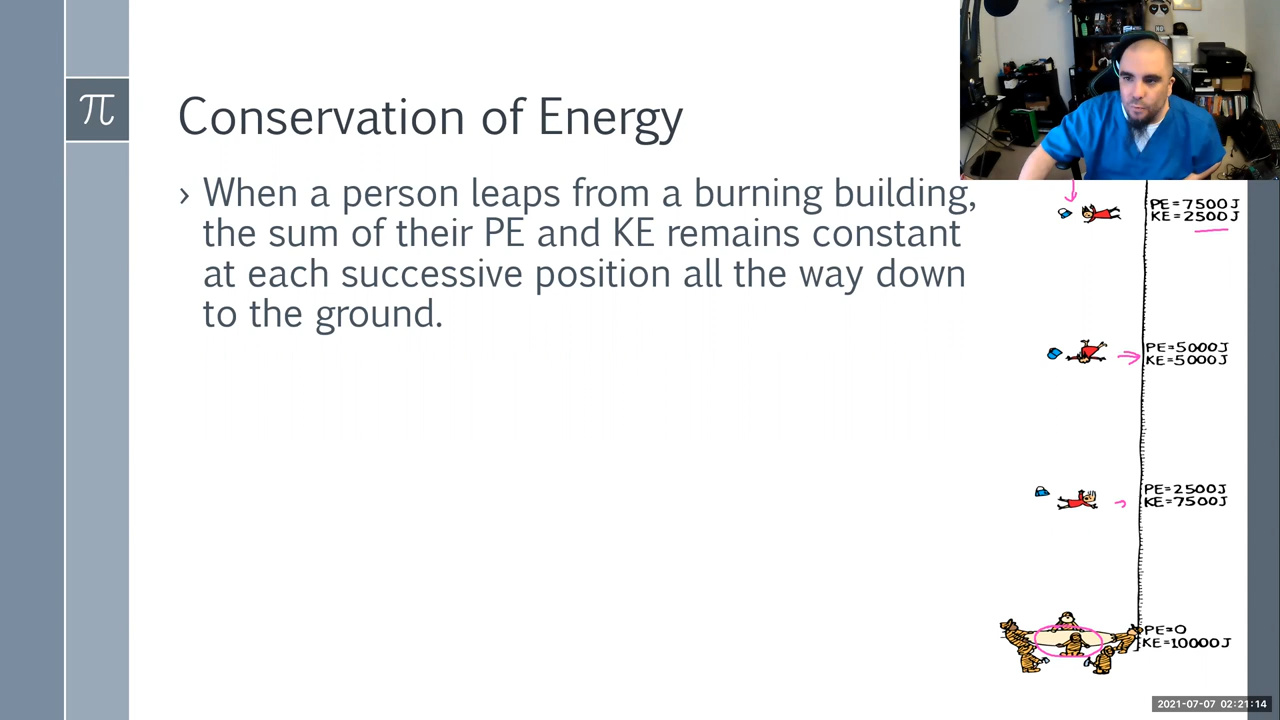 π
Conservation of Energy
› When a person leaps from a burning building,
the sum of their PE and KE remains constant
at each successive position all the way down
to the ground.
PE=7500J
KE=2500J
PE=5000J
KE=5000J
PE=2500J
KE=7500J
PE=0
KE=10000J
2021-07-07 02:21:14